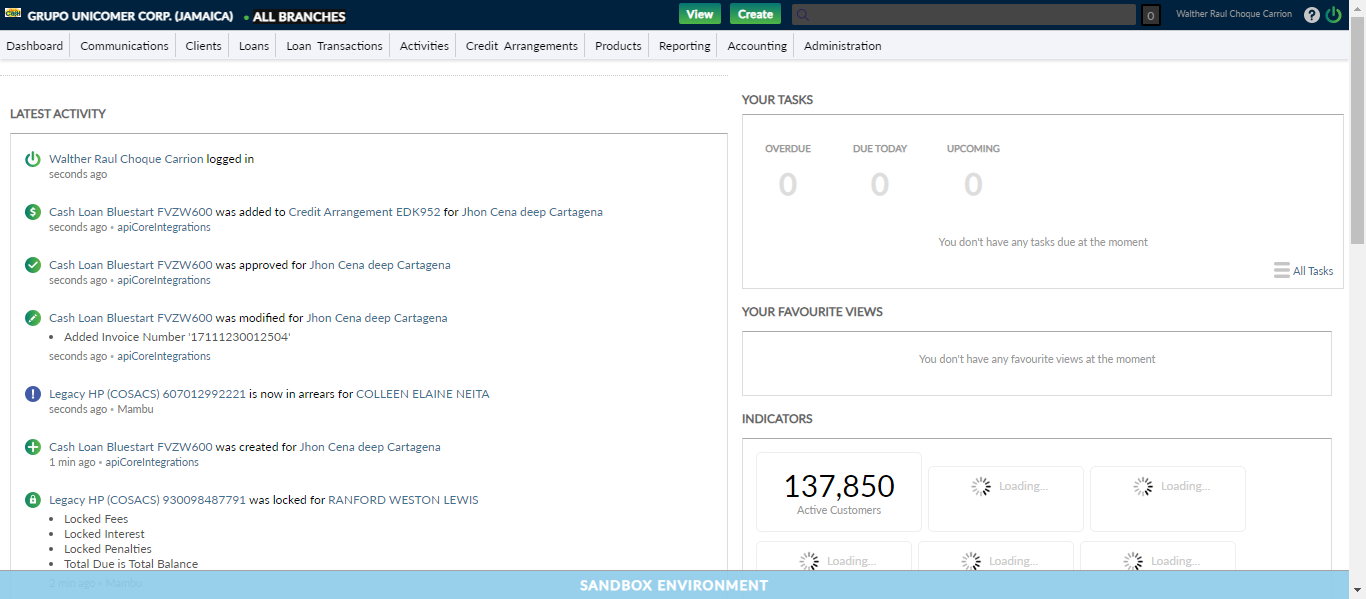 GRUPO UNICOMER CORP. (JAMAICA) • ALL BRANCHES View Create 0 Walther Raul Choque Carrion ?
Dashboard Communications Clients Loans Loan Transactions Activities Credit Arrangements Products Reporting Accounting Administration
LATEST ACTIVITY
Walther Raul Choque Carrion logged in
seconds ago
Cash Loan Bluestart FVZW600 was added to Credit Arrangement EDK952 for Jhon Cena deep Cartagena
seconds ago • apiCoreIntegrations
Cash Loan Bluestart FVZW600 was approved for Jhon Cena deep Cartagena
seconds ago • apiCoreIntegrations
Cash Loan Bluestart FVZW600 was modified for Jhon Cena deep Cartagena
• Added Invoice Number '17111230012504'
seconds ago • apiCoreIntegrations
Legacy HP (COSACS) 607012992221 is now in arrears for COLLEEN ELAINE NEITA
seconds ago • Mambu
Cash Loan Bluestart FVZW600 was created for Jhon Cena deep Cartagena
1 min ago • apiCoreIntegrations
Legacy HP (COSACS) 930098487791 was locked for RANFORD WESTON LEWIS
• Locked Fees
• Locked Interest
• Locked Penalties
• Total Due is Total Balance
2 min ago • Mambu
YOUR TASKS
OVERDUE DUE TODAY UPCOMING
0 0 0
You don't have any tasks due at the moment
All Tasks
YOUR FAVOURITE VIEWS
You don't have any favourite views at the moment
INDICATORS
137,850
Active Customers
Loading... Loading...
Loading... Loading... Loading...
SANDBOX ENVIRONMENT